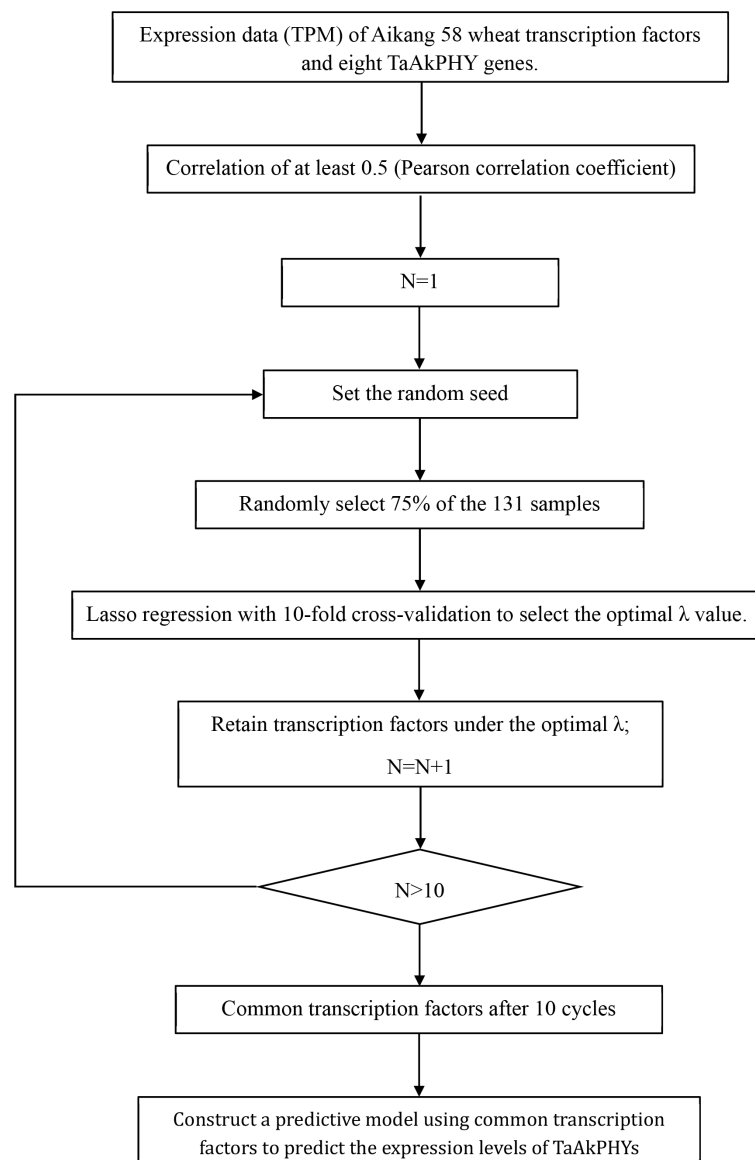 Expression data (TPM) of Aikang 58 wheat transcription factors
and eight TaAkPHY genes.
Correlation of at least 0.5 (Pearson correlation coefficient)
N=1
Set the random seed
Randomly select 75% of the 131 samples
Lasso regression with 10-fold cross-validation to select the optimal λ value.
Retain transcription factors under the optimal λ;
N=N+1
N>10
Common transcription factors after 10 cycles
Construct a predictive model using common transcription
factors to predict the expression levels of TaAkPHYs